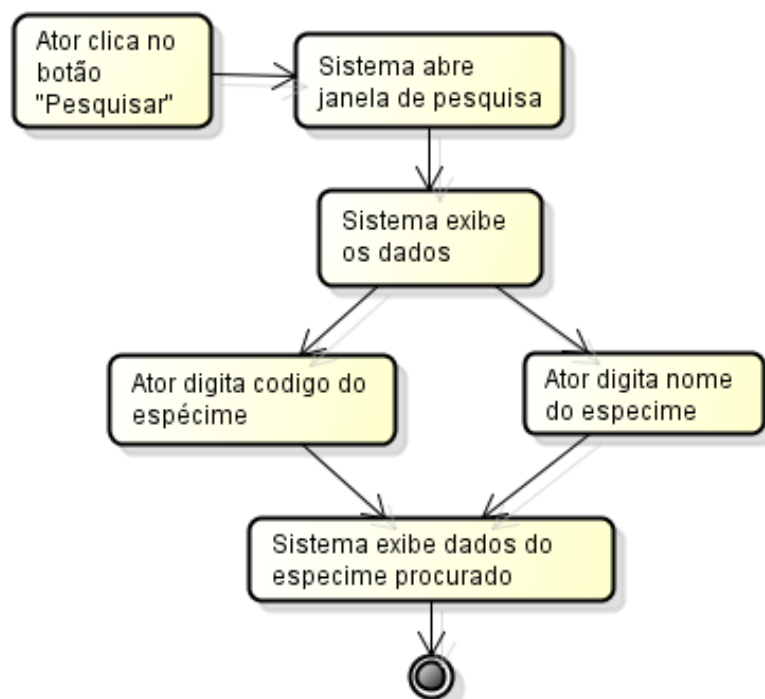 Ator clica no
botão
"Pesquisar"
Sistema abre
janela de pesquisa
Sistema exibe
os dados
Ator digita codigo do
espécime
Ator digita nome
do especime
Sistema exibe dados do
especime procurado